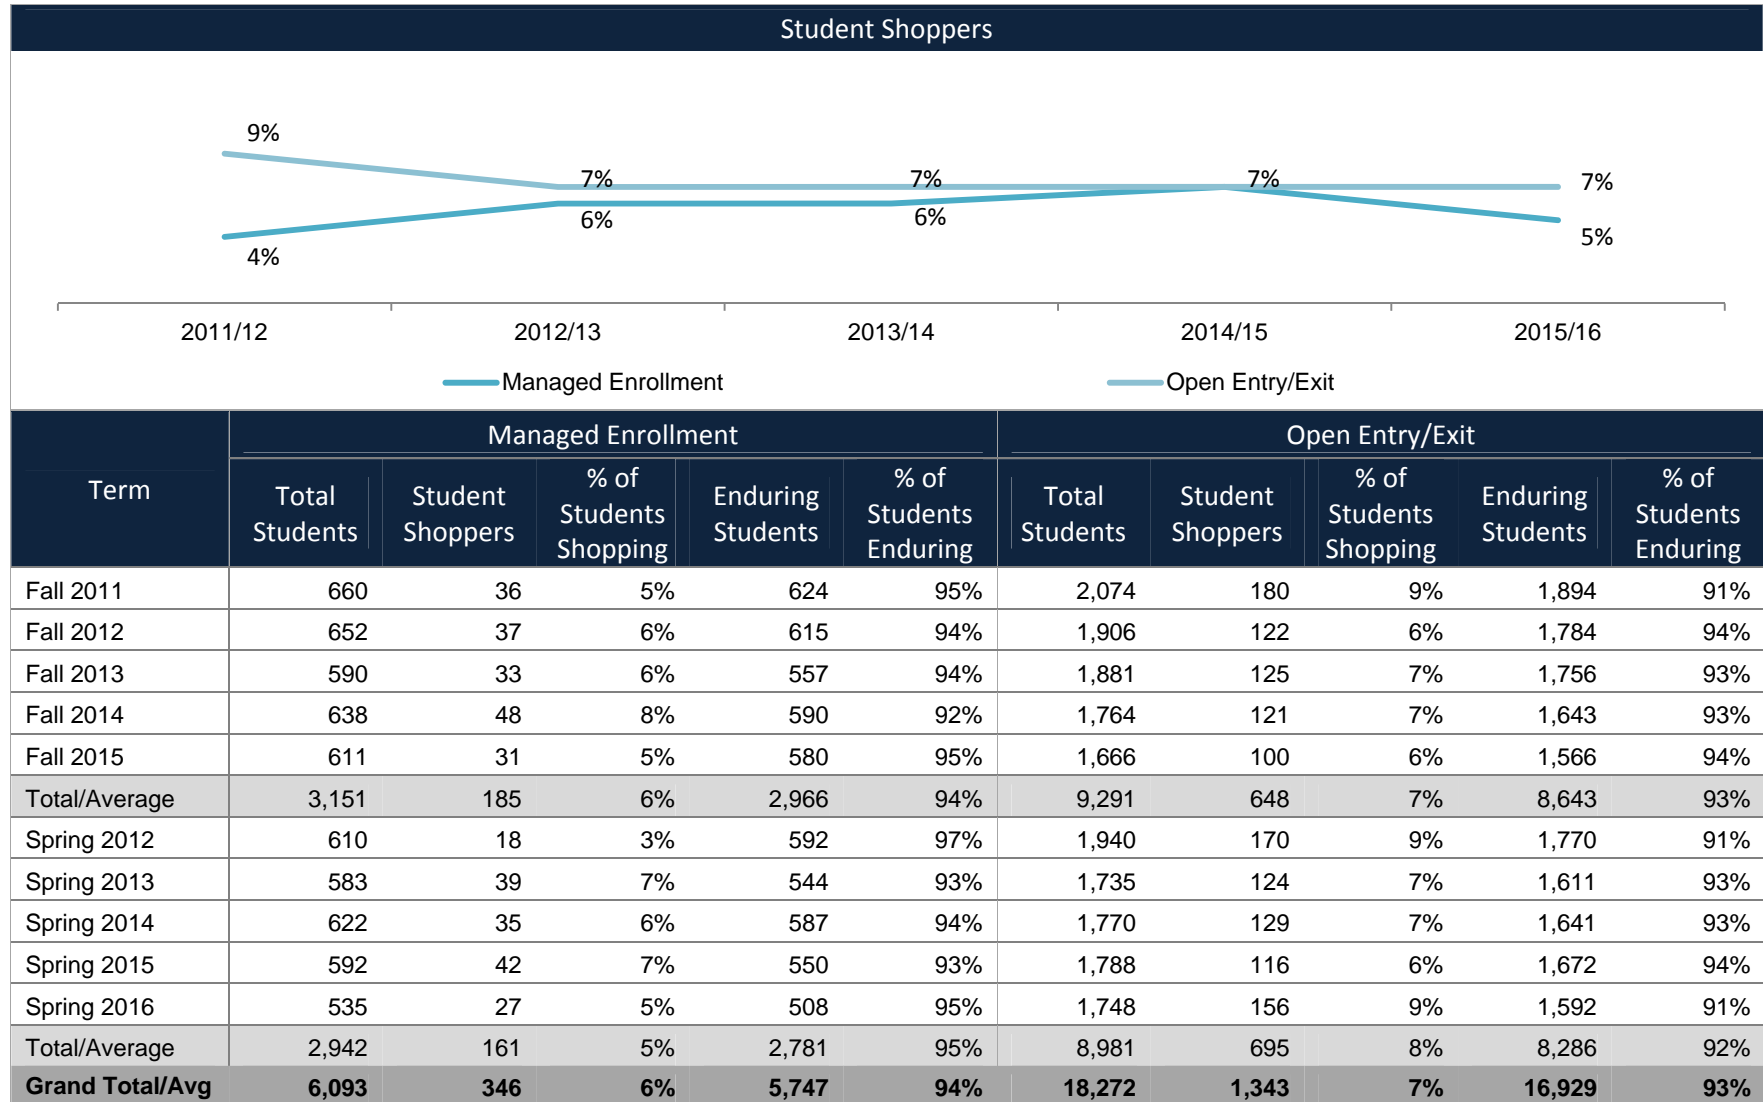 Student Shoppers
9%
7%
7%
7%
7%
4%
6%
6%
5%
2011/12 2012/13 2013/14 2014/15 2015/16
Managed Enrollment Open Entry/Exit
Term Managed Enrollment Open Entry/Exit
Total Students Student Shoppers % of Students Shopping Enduring Students % of Students Enduring Total Students Student Shoppers % of Students Shopping Enduring Students % of Students Enduring
Fall 2011 660 36 5% 624 95% 2,074 180 9% 1,894 91%
Fall 2012 652 37 6% 615 94% 1,906 122 6% 1,784 94%
Fall 2013 590 33 6% 557 94% 1,881 125 7% 1,756 93%
Fall 2014 638 48 8% 590 92% 1,764 121 7% 1,643 93%
Fall 2015 611 31 5% 580 95% 1,666 100 6% 1,566 94%
Total/Average 3,151 185 6% 2,966 94% 9,291 648 7% 8,643 93%
Spring 2012 610 18 3% 592 97% 1,940 170 9% 1,770 91%
Spring 2013 583 39 7% 544 93% 1,735 124 7% 1,611 93%
Spring 2014 622 35 6% 587 94% 1,770 129 7% 1,641 93%
Spring 2015 592 42 7% 550 93% 1,788 116 6% 1,672 94%
Spring 2016 535 27 5% 508 95% 1,748 156 9% 1,592 91%
Total/Average 2,942 161 5% 2,781 95% 8,981 695 8% 8,286 92%
Grand Total/Avg 6,093 346 6% 5,747 94% 18,272 1,343 7% 16,929 93%